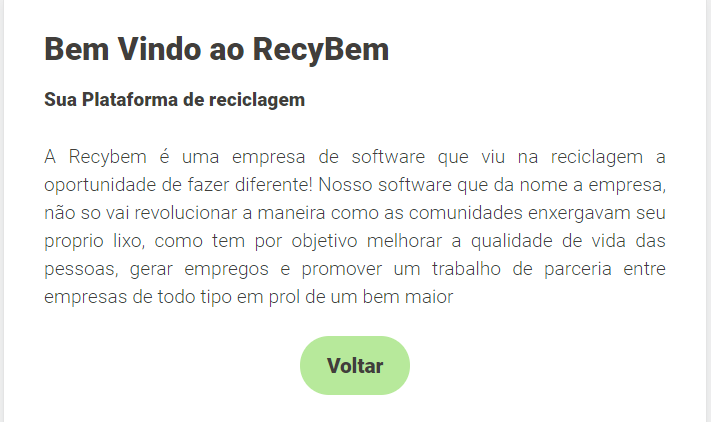 Bem Vindo ao RecyBem
Sua Plataforma de reciclagem
A Recybem é uma empresa de software que viu na reciclagem a
oportunidade de fazer diferente! Nosso software que da nome a empresa,
não so vai revolucionar a maneira como as comunidades enxergavam seu
proprio lixo, como tem por objetivo melhorar a qualidade de vida das
pessoas, gerar empregos e promover um trabalho de parceria entre
empresas de todo tipo em prol de um bem maior
Voltar